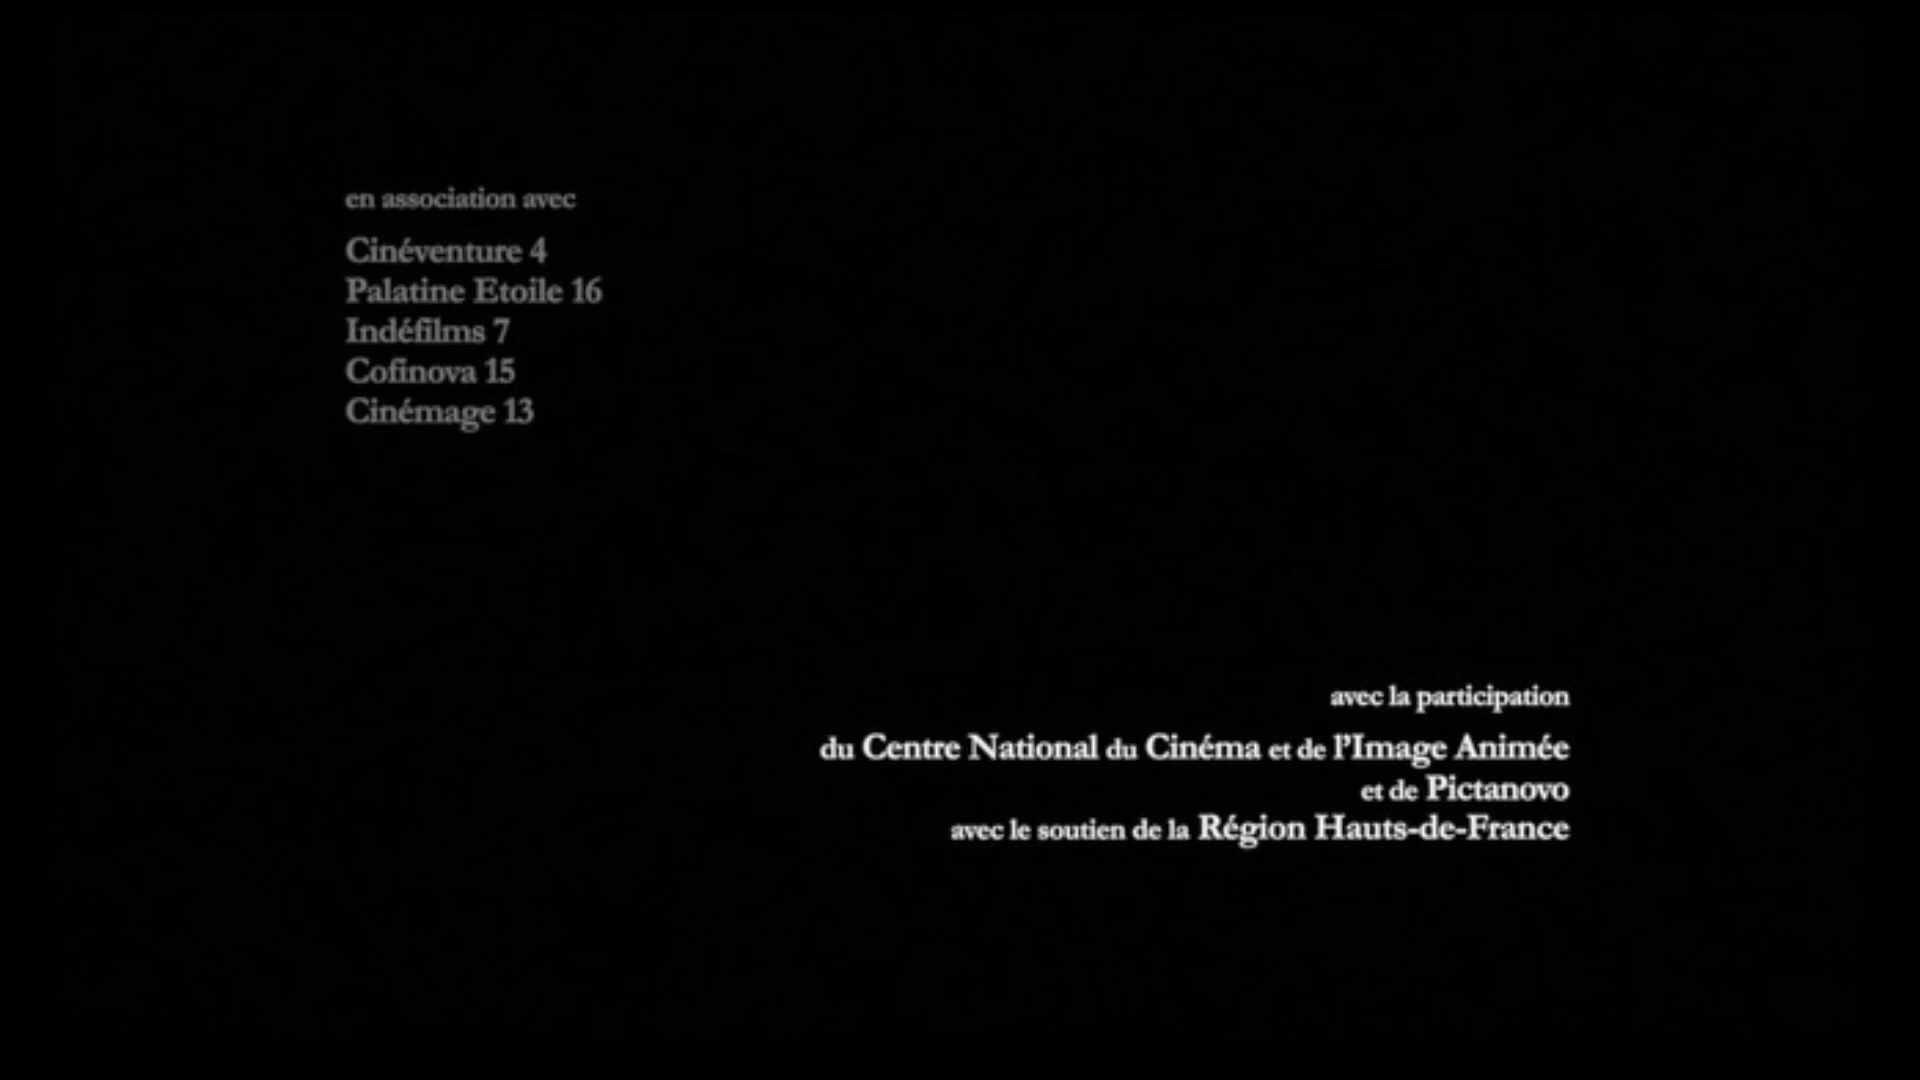 en association avec
Cinéventure 4
Palatine Etoile 16
Indéfilms 7
Cofinova 15
Cinémage 13
avec la participation
du Centre National du Cinéma et de l'Image Animée
et de Pictanovo
avec le soutien de la Région Hauts-de-France